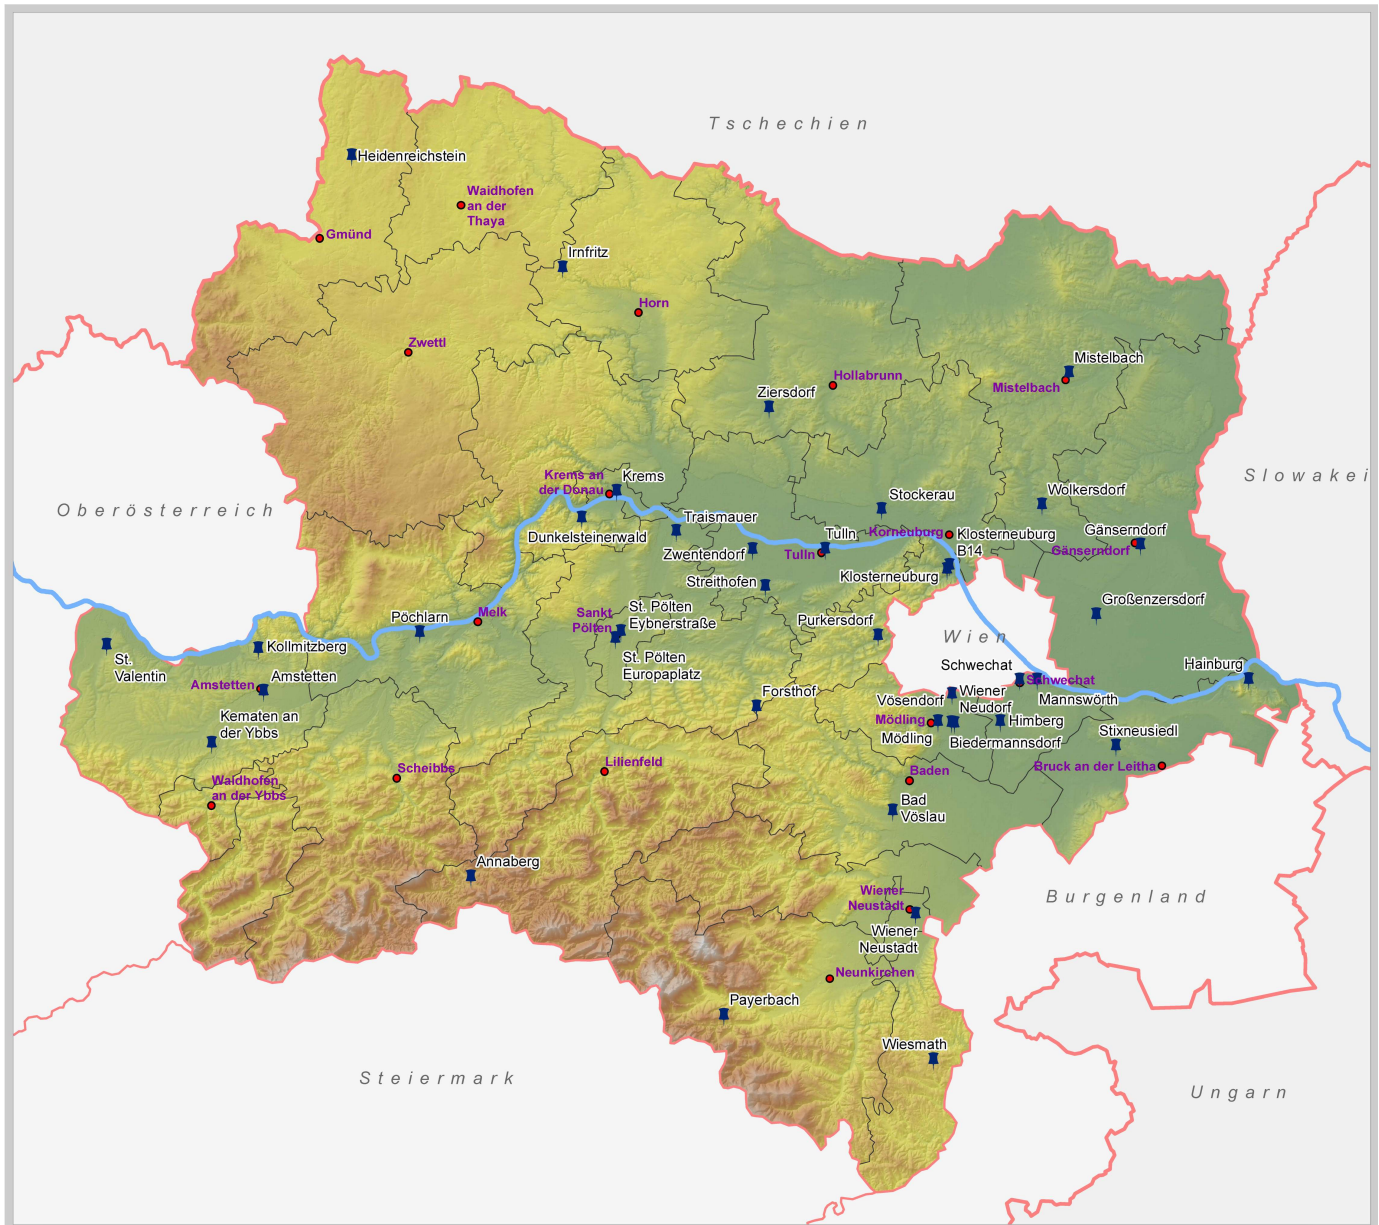 Tschechien
Heidenreichstein
Waidhofen
an der
Thaya
Gmünd
Irnfritz
Horn
Zwettl
Mistelbach
Mistelbach
Hollabrunn
Ziersdorf
Slowakei
Krems an
der Donau
Krems
Wolkersdorf
Stockerau
Oberösterreich
Traismauer
Dunkelsteinerwald
Tulln
Korneuburg
Klosterneuburg
B14
Gänserndorf
Gänserndorf
Zwentendorf
Tulln
Klosterneuburg
Streithofen
Großenzersdorf
Pöchlarn
Melk
Sankt
Pölten
St. Pölten
Eybnerstraße
Purkersdorf
Wien
Kollmitzberg
St.
Valentin
St. Pölten
Europaplatz
Schwechat
Schwechat
Hainburg
Amstetten
Amstetten
Forsthof
Vösendorf
Wiener
Neudorf
Mannswörth
Kematen an
der Ybbs
Mödling
Mödling
Himberg
Biedermannsdorf
Stixneusiedl
Scheibbs
Lilienfeld
Baden
Bruck an der Leitha
Waidhofen
an der Ybbs
Bad
Vöslau
Annaberg
Wiener
Neustadt
Burgenland
Wiener
Neustadt
Neunkirchen
Payerbach
Wiesmath
Steiermark
Ungarn